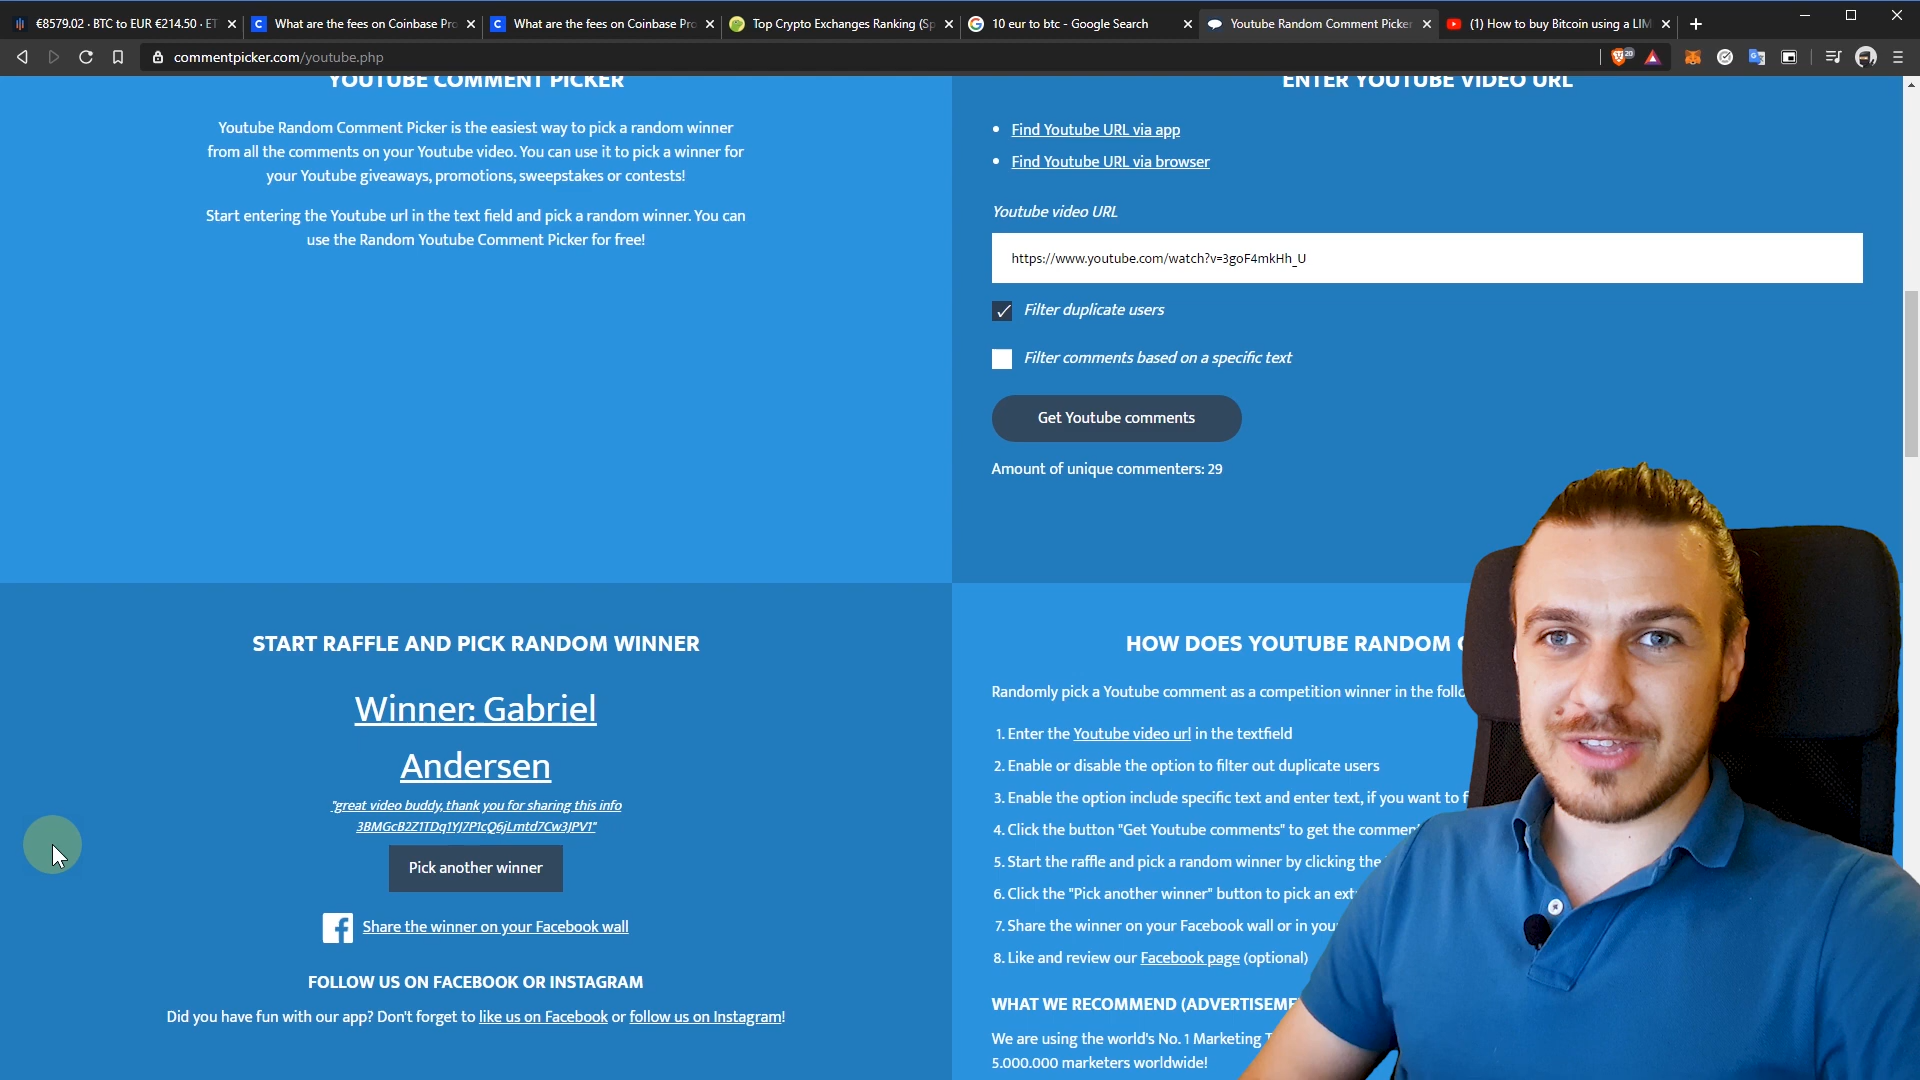 €8579.02 · BTC to EUR €214.50 · ET
What are the fees on Coinbase Pro
What are the fees on Coinbase Pro
Top Crypto Exchanges Ranking (Sp
10 eur to btc - Google Search
Youtube Random Comment Picker
(1) How to buy Bitcoin using a LIM
commentpicker.com/youtube.php
20
YOUTUBE COMMENT PICKER
Youtube Random Comment Picker is the easiest way to pick a random winner
from all the comments on your Youtube video. You can use it to pick a winner for
your Youtube giveaways, promotions, sweepstakes or contests!
Start entering the Youtube url in the text field and pick a random winner. You can
use the Random Youtube Comment Picker for free!
ENTER YOUTUBE VIDEO URL
Find Youtube URL via app
Find Youtube URL via browser
Youtube video URL
https://www.youtube.com/watch?v=3goF4mkHh_U
Filter duplicate users
Filter comments based on a specific text
Get Youtube comments
Amount of unique commenters: 29
START RAFFLE AND PICK RANDOM WINNER
Winner: Gabriel
Andersen
"great video buddy, thank you for sharing this info
3BMGcB2Z1TDq1YJ7P1cQ6jLmtd7Cw3JPV1"
Pick another winner
Share the winner on your Facebook wall
FOLLOW US ON FACEBOOK OR INSTAGRAM
Did you have fun with our app? Don't forget to like us on Facebook or follow us on Instagram!
HOW DOES YOUTUBE RANDOM
Randomly pick a Youtube comment as a competition winner in the follo
1. Enter the Youtube video url in the textfield
2. Enable or disable the option to filter out duplicate users
3. Enable the option include specific text and enter text, if you want to f
4. Click the button "Get Youtube comments" to get the comment
5. Start the raffle and pick a random winner by clicking the
6. Click the "Pick another winner" button to pick an ext
7. Share the winner on your Facebook wall or in you
8. Like and review our Facebook page (optional)
WHAT WE RECOMMEND (ADVERTISEME
We are using the world's No. 1 Marketing T
5.000.000 marketers worldwide!